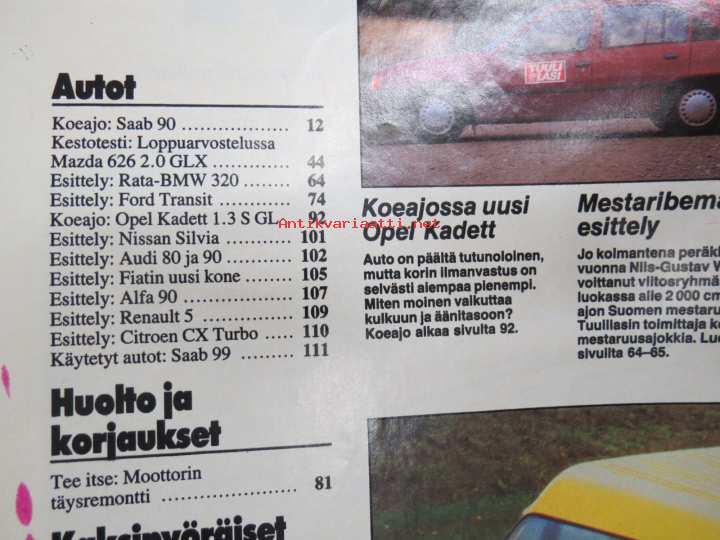 TUULI
LASI
Autot
Koeajo: Saab 90 .................. 12
Kestotesti: Loppuarvostelussa
Mazda 626 2.0 GLX ............... 44
Esittely: Rata-BMW 320 .......... 64
Esittely: Ford Transit .............. 74
Koeajo: Opel Kadett 1.3 S GL.. 92
Esittely: Nissan Silvia ............ 101
Esittely: Audi 80 ja 90 ........... 102
Esittely: Fiatin uusi kone ........ 105
Esittely: Alfa 90 ................... 107
Esittely: Renault 5 ................ 109
Esittely: Citroen CX Turbo ..... 110
Käytetyt autot: Saab 99 ......... 111
Huolto ja
korjaukset
Tee itse: Moottorin
täysremontti ....................... 81
Kaksipyöräiset
Antikvariaatti.net
Koeajossa uusi
Opel Kadett
Auto on päältä tutunoloinen,
mutta korin ilmanvastus on
selvästi aiempaa pienempi.
Miten moinen vaikuttaa
kulkuun ja äänitasoon?
Koeajo alkaa sivulta 92.
esittely
Jo kolmantena
vuonna Nils-Gustav
voittanut viitosryhmä
luokassa alle 2 000
ajon Suomen
Tuulilasin toimittaja
mestaruusajokkia.
sivuilta 64–65.